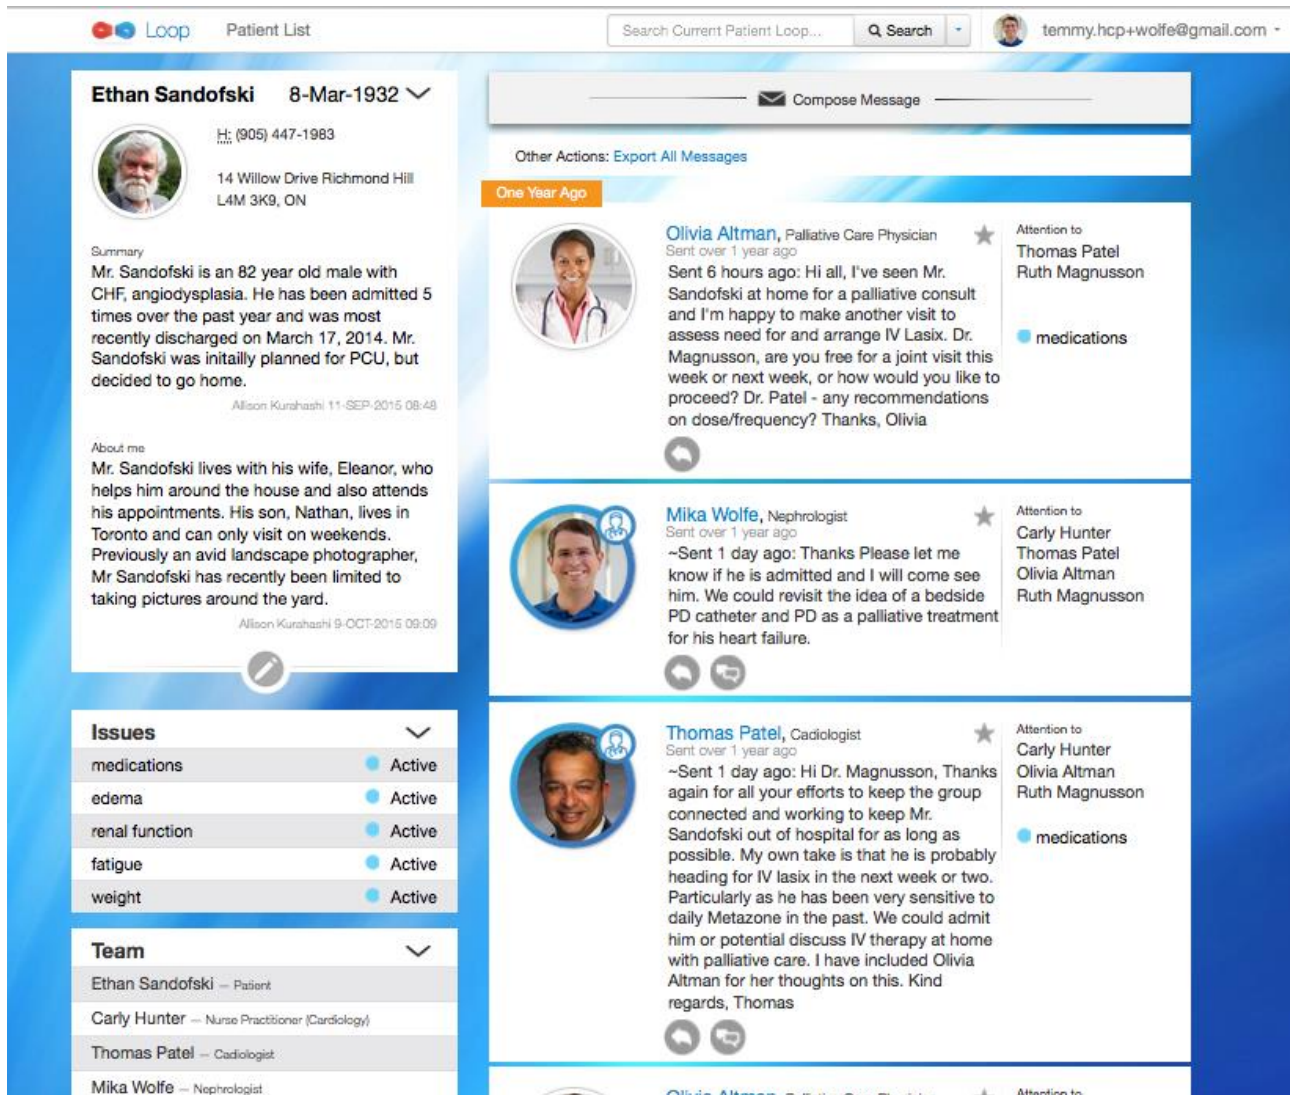 Loop Patient List Search Current Patient Loop... Search temmy.hcp+wolfe@gmail.com
Ethan Sandofski 8-Mar-1932
H: (905) 447-1983
14 Willow Drive Richmond Hill
L4M 3K9, ON
Summary
Mr. Sandofski is an 82 year old male with
CHF, angiodysplasia. He has been admitted 5
times over the past year and was most
recently discharged on March 17, 2014. Mr.
Sandofski was initailly planned for PCU, but
decided to go home.
Allison Kurahashi 11-SEP-2015 08:48
About me
Mr. Sandofski lives with his wife, Eleanor, who
helps him around the house and also attends
his appointments. His son, Nathan, lives in
Toronto and can only visit on weekends.
Previously an avid landscape photographer,
Mr Sandofski has recently been limited to
taking pictures around the yard.
Allison Kurahashi 9-OCT-2015 09:09
Issues
medications Active
edema Active
renal function Active
fatigue Active
weight Active
Team
Ethan Sandofski — Patient
Carly Hunter — Nurse Practitioner (Cardiology)
Thomas Patel — Cadiologist
Mika Wolfe — Nephrologist
Compose Message
Other Actions: Export All Messages
One Year Ago
Olivia Altman, Palliative Care Physician
Sent over 1 year ago
Sent 6 hours ago: Hi all, I've seen Mr.
Sandofski at home for a palliative consult
and I'm happy to make another visit to
assess need for and arrange IV Lasix. Dr.
Magnusson, are you free for a joint visit this
week or next week, or how would you like to
proceed? Dr. Patel - any recommendations
on dose/frequency? Thanks, Olivia
Attention to
Thomas Patel
Ruth Magnusson
medications
Mika Wolfe, Nephrologist
Sent over 1 year ago
~Sent 1 day ago: Thanks Please let me
know if he is admitted and I will come see
him. We could revisit the idea of a bedside
PD catheter and PD as a palliative treatment
for his heart failure.
Attention to
Carly Hunter
Thomas Patel
Olivia Altman
Ruth Magnusson
Thomas Patel, Cadiologist
Sent over 1 year ago
~Sent 1 day ago: Hi Dr. Magnusson, Thanks
again for all your efforts to keep the group
connected and working to keep Mr.
Sandofski out of hospital for as long as
possible. My own take is that he is probably
heading for IV lasix in the next week or two.
Particularly as he has been very sensitive to
daily Metazone in the past. We could admit
him or potential discuss IV therapy at home
with palliative care. I have included Olivia
Altman for her thoughts on this. Kind
regards, Thomas
Attention to
Carly Hunter
Olivia Altman
Ruth Magnusson
medications
Olivia Altman, Palliative Care Physician
Attention to